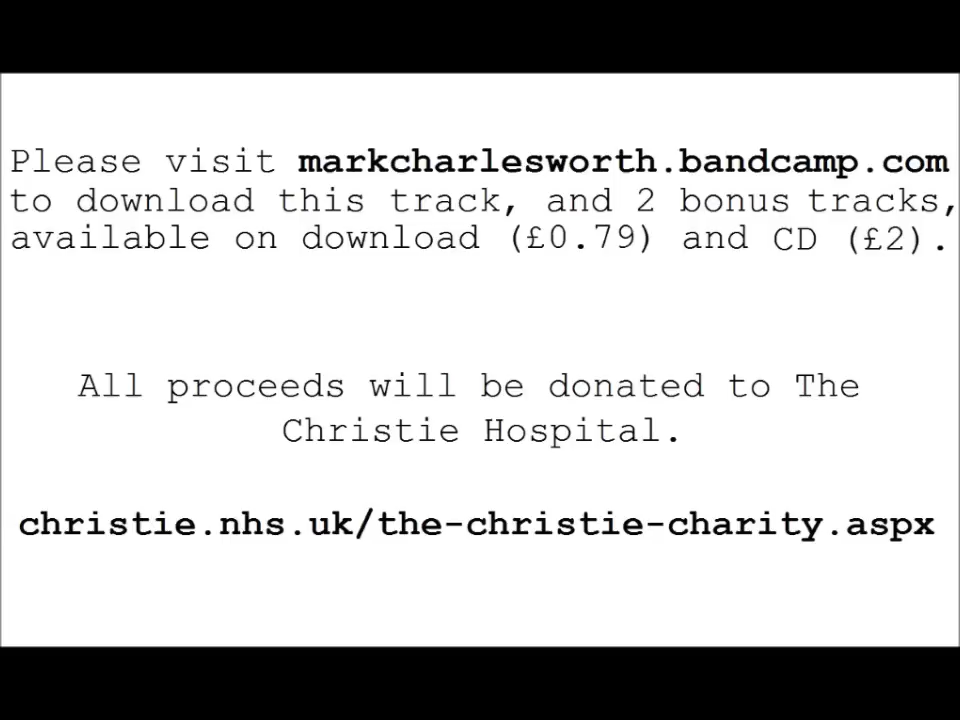 Please visit markcharlesworth.bandcamp.com
to download this track, and 2 bonus tracks,
available on download (£0.79) and CD (£2).
All proceeds will be donated to The
Christie Hospital.
christie.nhs.uk/the-christie-charity.aspx